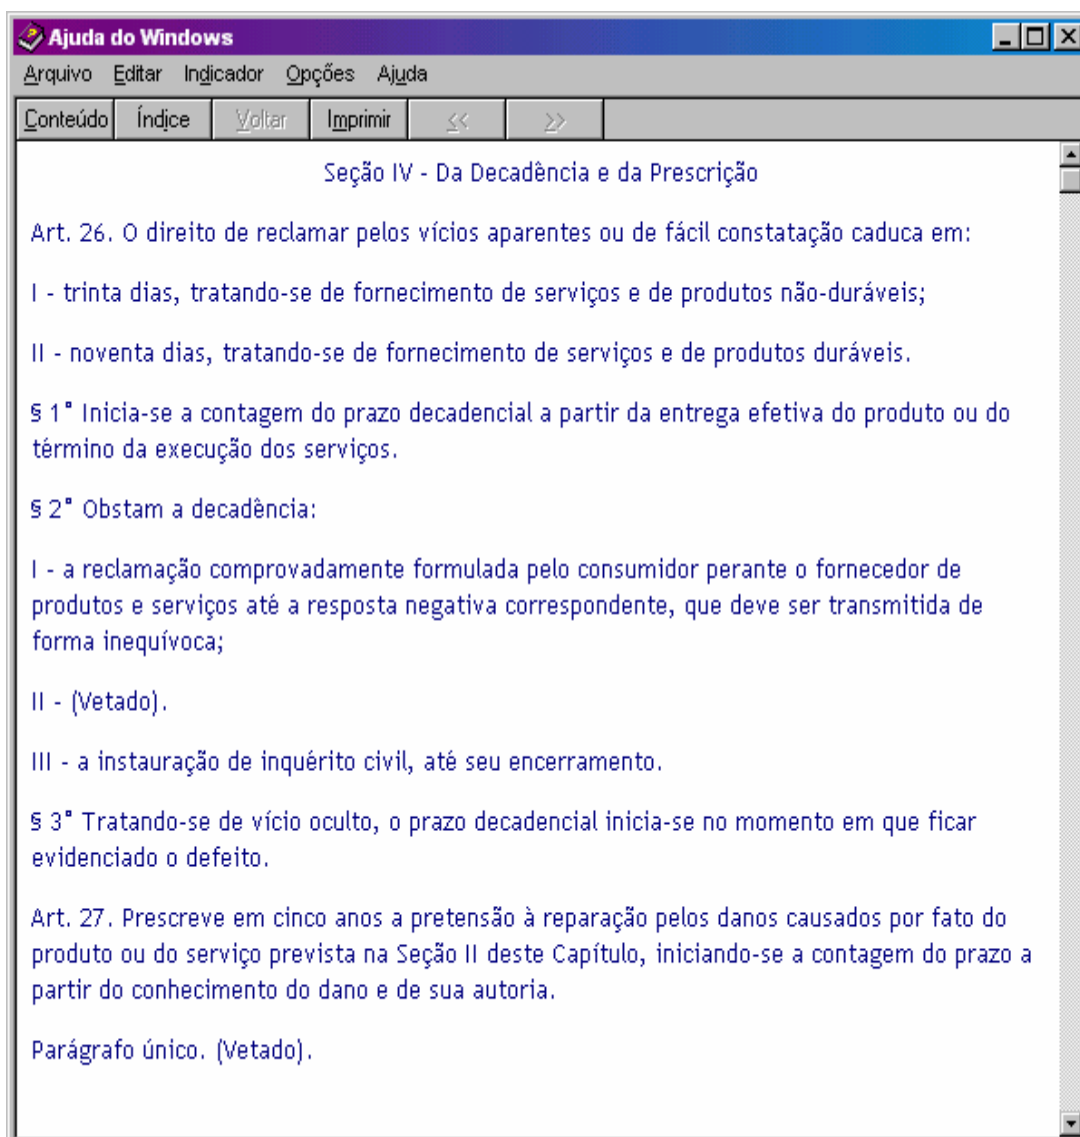 Ajuda do Windows
Arquivo Editar Indicador Opções Ajuda
Conteúdo Índice Voltar Imprimir << >>
Seção IV - Da Decadência e da Prescrição
Art. 26. O direito de reclamar pelos vícios aparentes ou de fácil constatação caduca em:
I - trinta dias, tratando-se de fornecimento de serviços e de produtos não-duráveis;
II - noventa dias, tratando-se de fornecimento de serviços e de produtos duráveis.
§ 1° Inicia-se a contagem do prazo decadencial a partir da entrega efetiva do produto ou do
término da execução dos serviços.
§ 2° Obstam a decadência:
I - a reclamação comprovadamente formulada pelo consumidor perante o fornecedor de
produtos e serviços até a resposta negativa correspondente, que deve ser transmitida de
forma inequívoca;
II - (Vetado).
III - a instauração de inquérito civil, até seu encerramento.
§ 3° Tratando-se de vício oculto, o prazo decadencial inicia-se no momento em que ficar
evidenciado o defeito.
Art. 27. Prescreve em cinco anos a pretensão à reparação pelos danos causados por fato do
produto ou do serviço prevista na Seção II deste Capítulo, iniciando-se a contagem do prazo a
partir do conhecimento do dano e de sua autoria.
Parágrafo único. (Vetado).